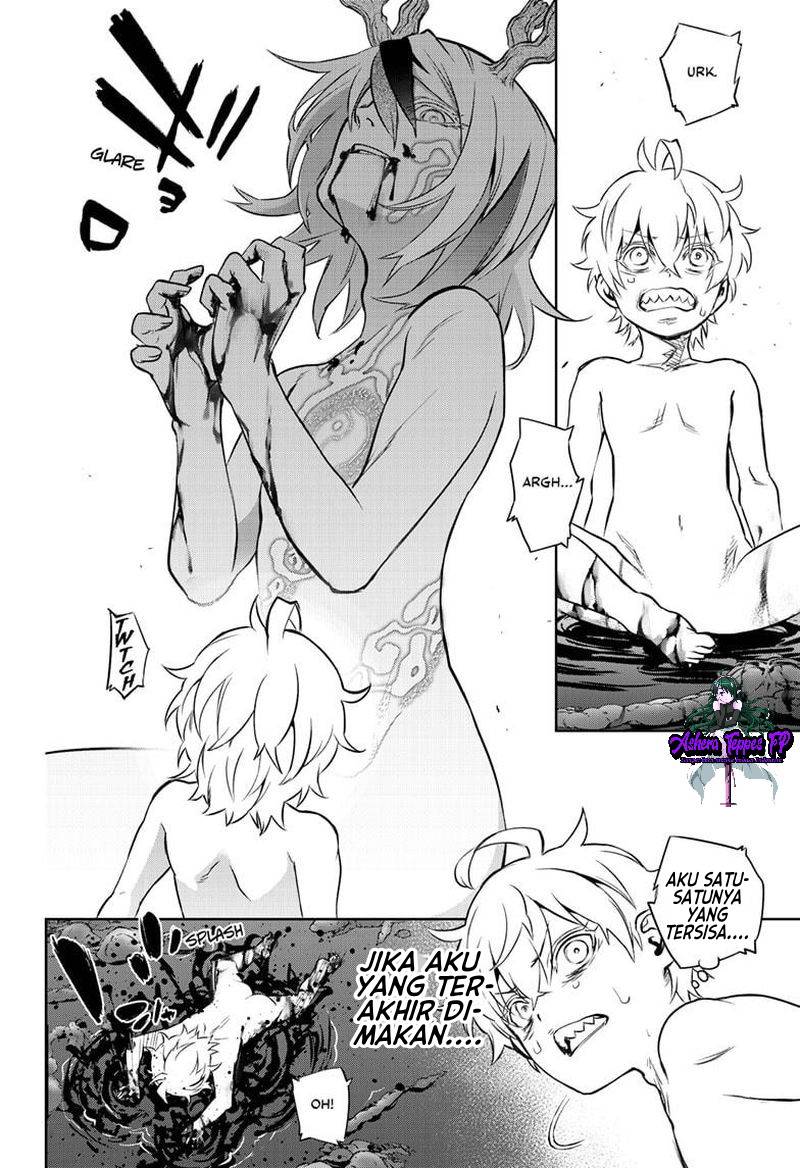 URK.
GLARE
ARGH...
TWTCH
Ashera Teppes FP
AKU SATU-
SATUNYA
YANG
TERSISA....
SPLASH
JIKA AKU
YANG TER-
AKHIR DI-
MAKAN....
OH!